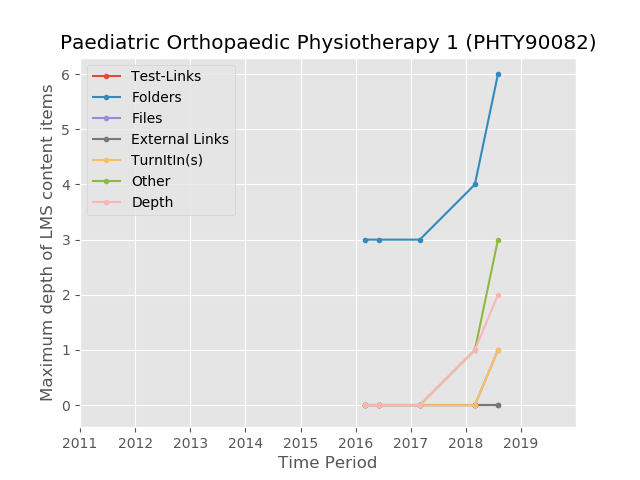 Paediatric Orthopaedic Physiotherapy 1 (PHTY90082)
Maximum depth of LMS content items
6
5
4
3
2
1
0
Test-Links
Folders
Files
External Links
TurnItIn(s)
Other
Depth
2011 2012 2013 2014 2015 2016 2017 2018 2019
Time Period